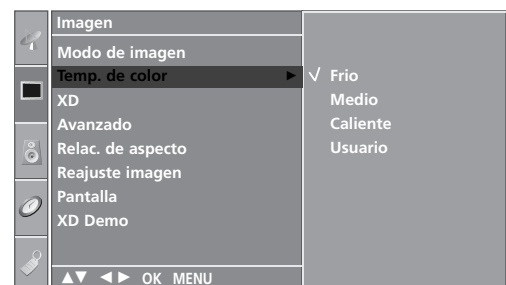 Imagen
Modo de imagen
Temp. de color ► √ Frio
XD Medio
Avanzado Caliente
Relac. de aspecto Usuario
Reajuste imagen
Pantalla
XD Demo
▲▼ ◄► OK MENU